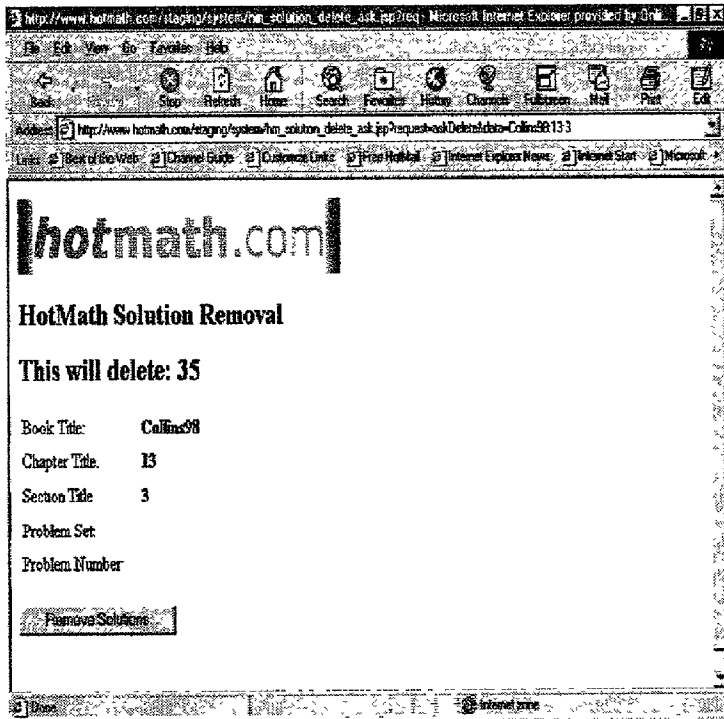 http://www.hotmath.com/staging/system/hm_solution_delete_ask.jsp?req - Microsoft Internet Explorer provided by
File Edit View Go Favorites Help
Back Stop Refresh Home Search Favorites History Channels Fullscreen Mail Print Edit
Address http://www.hotmath.com/staging/system/hm_solution_delete_ask.jsp?request=askDelete&data=Collins98:13:3
Links Best of the Web Channel Guide Customize Links Free HotMail Internet Explorer News Internet Start Microsoft
hotmath.com
HotMath Solution Removal
This will delete: 35
Book Title: Collins98
Chapter Title. 13
Section Title 3
Problem Set
Problem Number
Remove Solutions
Done Internet zone